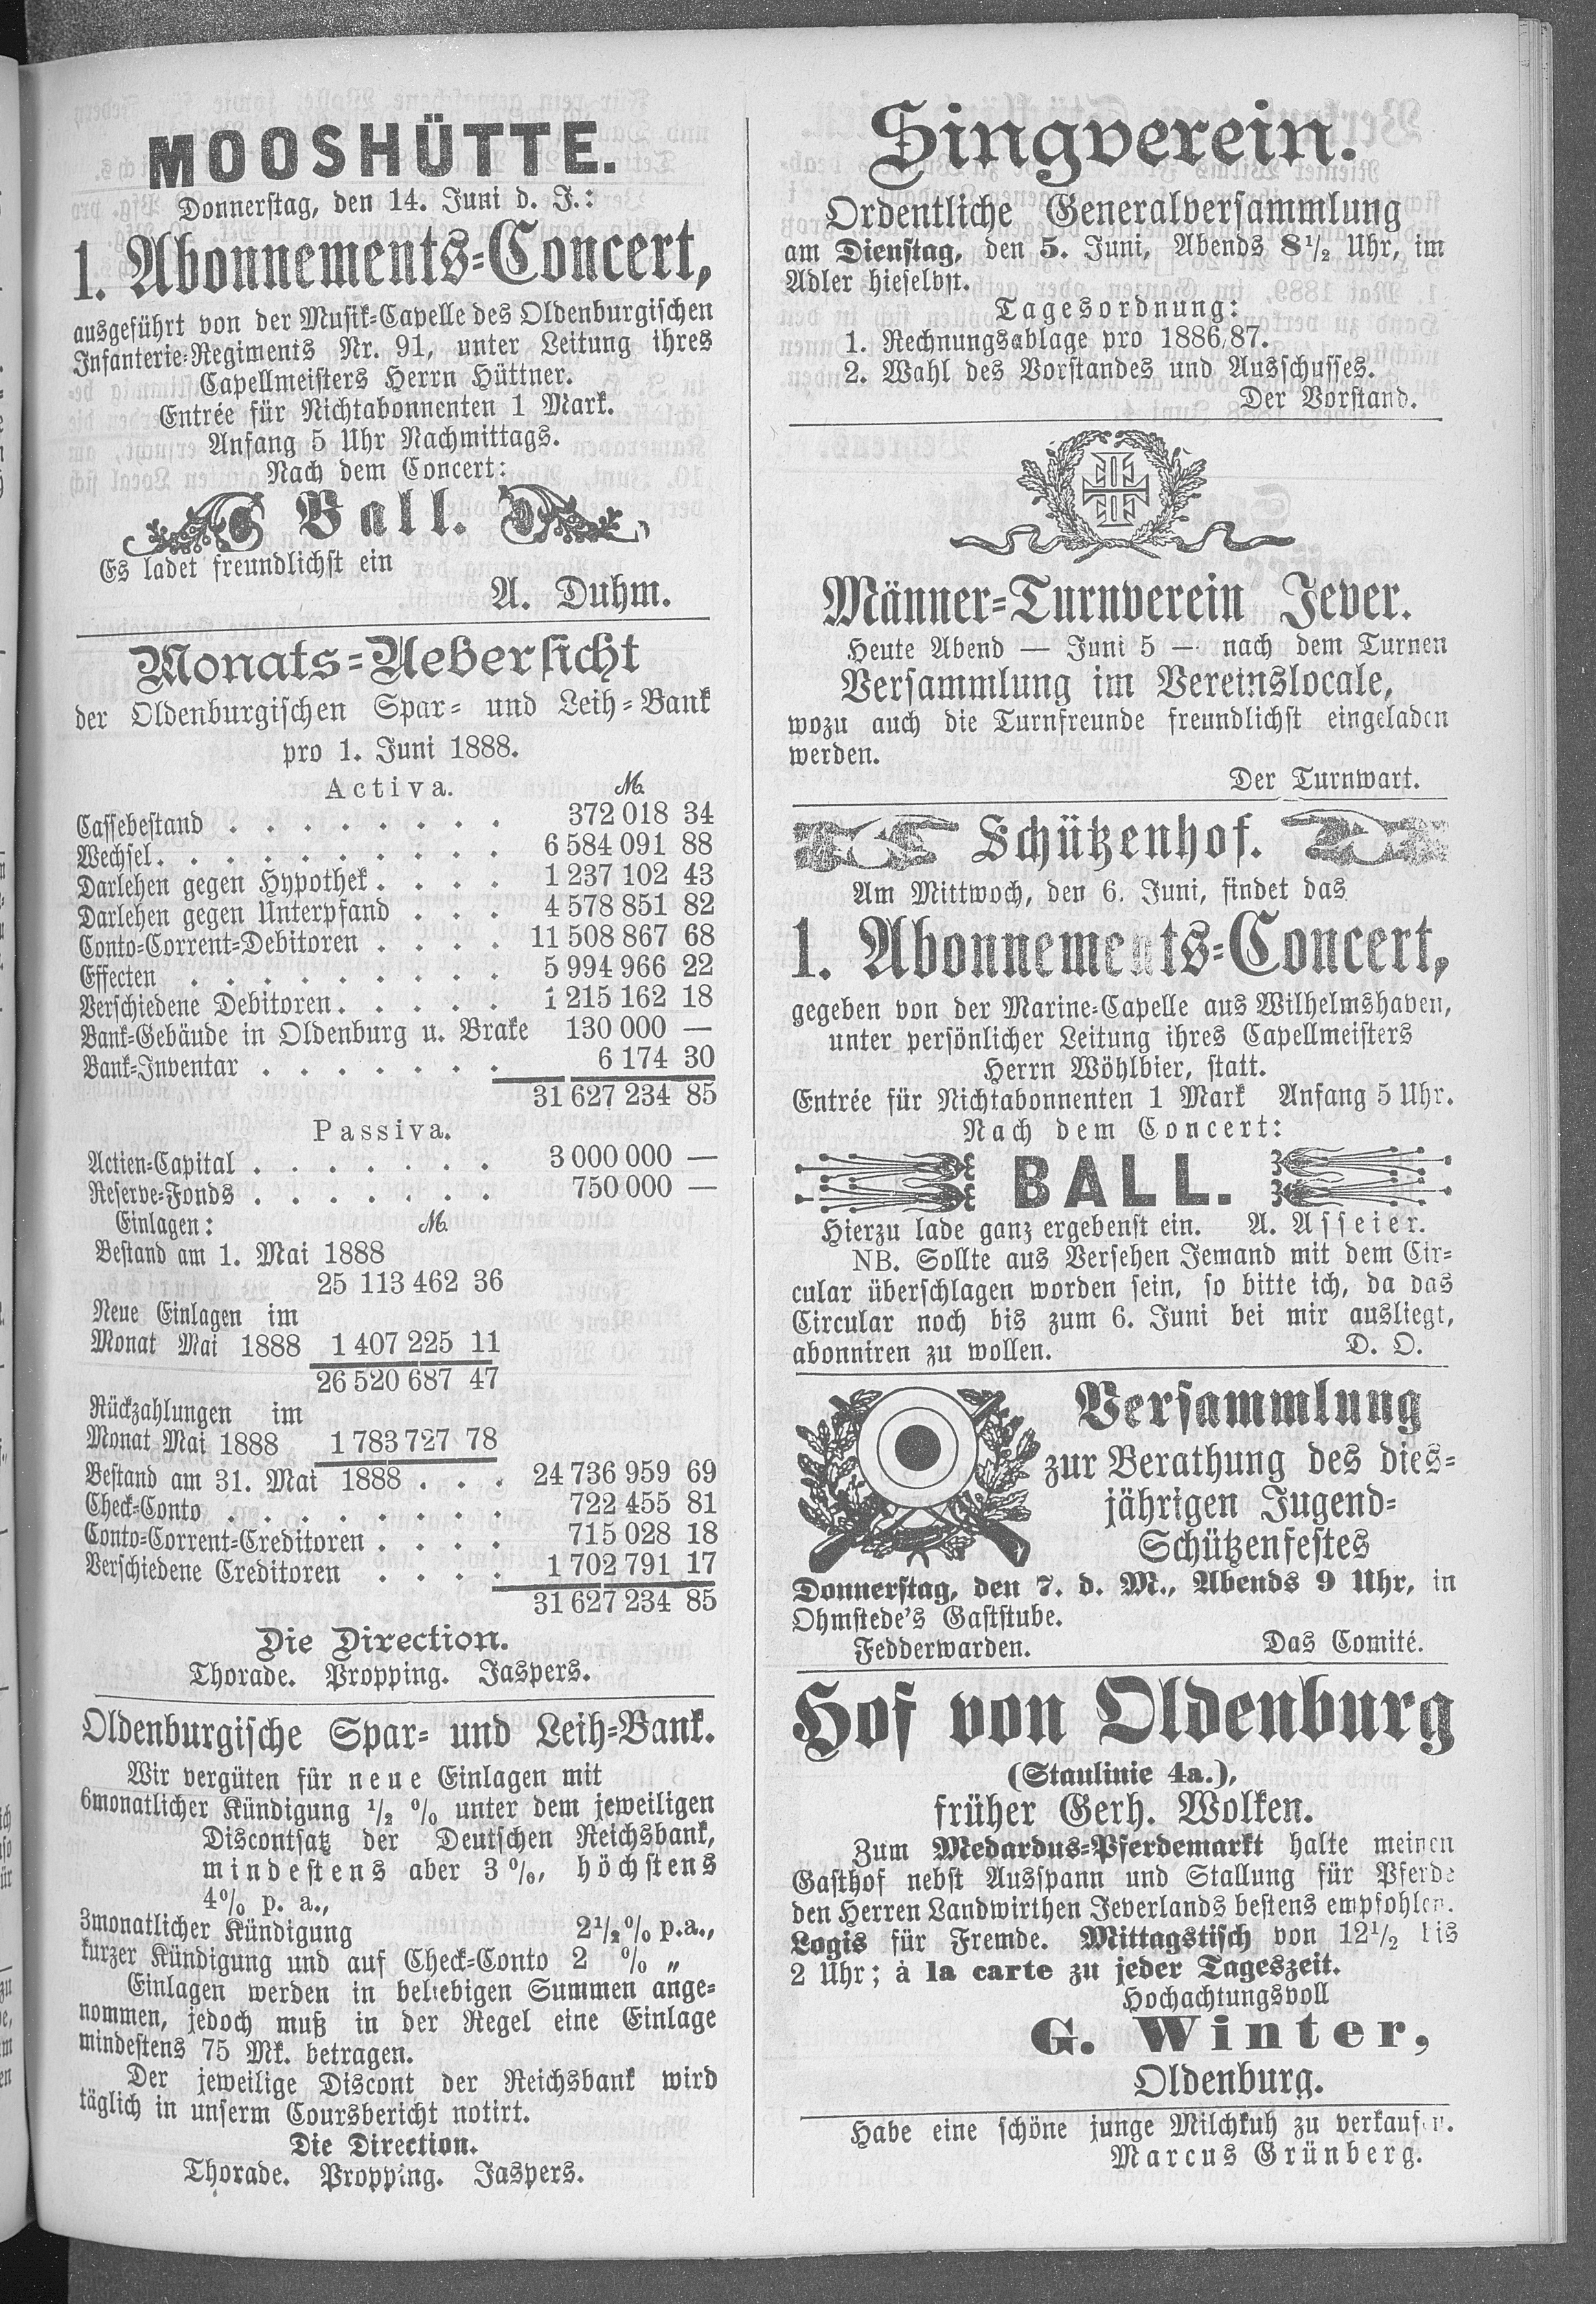 MOOSHÜTTE.
Donnerstag, den 14. Juni d. J.:
1. Abonnements-Concert,
ausgeführt von der Musik-Capelle des Oldenburgischen
Infanterie-Regiments Nr. 91, unter Leitung ihres
Capellmeisters Herrn Hüttner.
Entrée für Nichtabonnenten 1 Mark.
Anfang 5 Uhr Nachmittags.
Nach dem Concert:
Ball.
Es ladet freundlichst ein
A. Duhm.
Monats-Uebersicht
der Oldenburgischen Spar- und Leih-Bank
pro 1. Juni 1888.
Activa. M.
Cassebestand . . . . . . . . 372 018 34
Wechsel . . . . . . . . . . 6 584 091 88
Darlehen gegen Hypothek . . . . 1 237 102 43
Darlehen gegen Unterpfand . . . 4 578 851 82
Conto-Corrent-Debitoren . . . . 11 508 867 68
Effecten . . . . . . . . . 5 994 966 22
Verschiedene Debitoren . . . . . 1 215 162 18
Bank-Gebäude in Oldenburg u. Brake 130 000 —
Bank-Inventar . . . . . . . 6 174 30
31 627 234 85
Passiva.
Actien-Capital . . . . . . . 3 000 000 —
Reserve-Fonds . . . . . . . 750 000 —
Einlagen: M.
Bestand am 1. Mai 1888
25 113 462 36
Neue Einlagen im
Monat Mai 1888 1 407 225 11
26 520 687 47
Rückzahlungen im
Monat Mai 1888 1 783 727 78
Bestand am 31. Mai 1888 . . . 24 736 959 69
Check-Conto . . . . . . . . 722 455 81
Conto-Corrent-Creditoren . . . . 715 028 18
Verschiedene Creditoren . . . . 1 702 791 17
31 627 234 85
Die Direction.
Thorade. Propping. Jaspers.
Oldenburgische Spar- und Leih-Bank.
Wir vergüten für neue Einlagen mit
6monatlicher Kündigung 1/2 % unter dem jeweiligen
Discontsatz der Deutschen Reichsbank,
mindestens aber 3 %, höchstens
4% p. a.,
3monatlicher Kündigung 2 1/2 % p. a.,
kurzer Kündigung und auf Check-Conto 2 % „
Einlagen werden in beliebigen Summen ange-
nommen, jedoch muß in der Regel eine Einlage
mindestens 75 Mk. betragen.
Der jeweilige Discont der Reichsbank wird
täglich in unserm Coursbericht notirt.
Die Direction.
Thorade. Propping. Jaspers.
Singverein.
Ordentliche Generalversammlung
am Dienstag, den 5. Juni, Abends 8 1/2 Uhr, im
Adler hieselbst.
Tagesordnung:
1. Rechnungsablage pro 1886/87.
2. Wahl des Vorstandes und Ausschusses.
Der Vorstand.
Männer-Turnverein Jever.
Heute Abend — Juni 5 — nach dem Turnen
Versammlung im Vereinslocale,
wozu auch die Turnfreunde freundlichst eingeladen
werden.
Der Turnwart.
Schützenhof.
Am Mittwoch, den 6. Juni, findet das
1. Abonnements-Concert,
gegeben von der Marine-Capelle aus Wilhelmshaven,
unter persönlicher Leitung ihres Capellmeisters
Herrn Wöhlbier, statt.
Entrée für Nichtabonnenten 1 Mark Anfang 5 Uhr.
Nach dem Concert:
BALL.
Hierzu lade ganz ergebenst ein. A. Asseier.
NB. Sollte aus Versehen Jemand mit dem Cir-
cular überschlagen worden sein, so bitte ich, da das
Circular noch bis zum 6. Juni bei mir ausliegt,
abonniren zu wollen. D. O.
Versammlung
zur Berathung des dies-
jährigen Jugend-
Schützenfestes
Donnerstag, den 7. d. M., Abends 9 Uhr, in
Ohmstede's Gaststube.
Fedderwarden. Das Comité.
Hof von Oldenburg
(Staulinie 4a.),
früher Gerh. Wolken.
Zum Medardus-Pferdemarkt halte meinen
Gasthof nebst Ausspann und Stallung für Pferde
den Herren Landwirthen Jeverlands bestens empfohlen.
Logis für Fremde. Mittagstisch von 12 1/2 bis
2 Uhr; à la carte zu jeder Tageszeit.
Hochachtungsvoll
G. Winter,
Oldenburg.
Habe eine schöne junge Milchkuh zu verkaufen.
Marcus Grünberg.